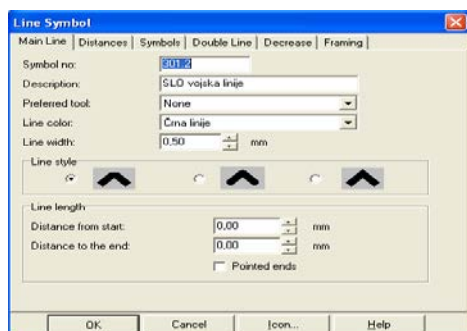 Line Symbol
Main Line Distances Symbols Double Line Decrease Framing
Symbol no: 301.2
Description: SLO vojska linije
Preferred tool: None
Line color: Črna linije
Line width: 0,50 mm
Line style
Line length
Distance from start: 0,00 mm
Distance to the end: 0,00 mm
Pointed ends
OK Cancel Icon... Help